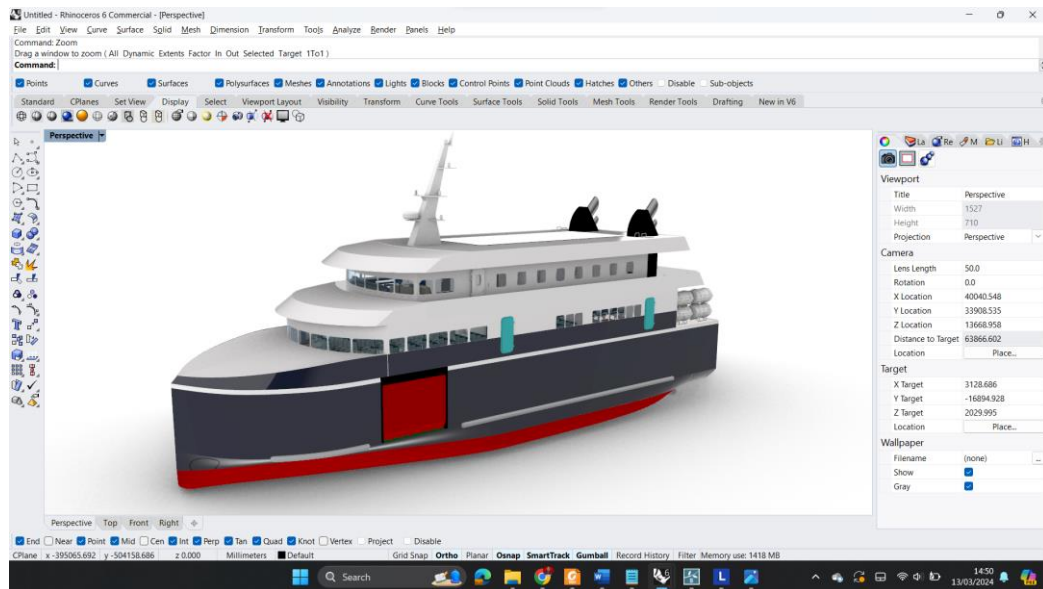 Untitled - Rhinoceros 6 Commercial - [Perspective]
File Edit View Curve Surface Solid Mesh Dimension Transform Tools Analyze Render Panels Help
Command: Zoom
Drag a window to zoom ( All Dynamic Extents Factor In Out Selected Target 1To1 )
Command:
Points Curves Surfaces Polysurfaces Meshes Annotations Lights Blocks Control Points Point Clouds Hatches Others Disable Sub-objects
Standard CPlanes Set View Display Select Viewport Layout Visibility Transform Curve Tools Surface Tools Solid Tools Mesh Tools Render Tools Drafting New in V6
Perspective
La Re M Li H
Viewport
Title Perspective
Width 1527
Height 710
Projection Perspective
Camera
Lens Length 50.0
Rotation 0.0
X Location 40040.548
Y Location 33908.535
Z Location 13668.958
Distance to Target 63866.602
Location Place...
Target
X Target 3128.686
Y Target -16894.928
Z Target 2029.995
Location Place...
Wallpaper
Filename (none) ...
Show
Gray
Perspective Top Front Right
End Near Point Mid Cen Int Perp Tan Quad Knot Vertex Project Disable
CPlane x -395065.692 y -504158.686 z 0.000 Millimeters Default Grid Snap Ortho Planar Osnap SmartTrack Gumball Record History Filter Memory use: 1418 MB
Search
14:50
13/03/2024